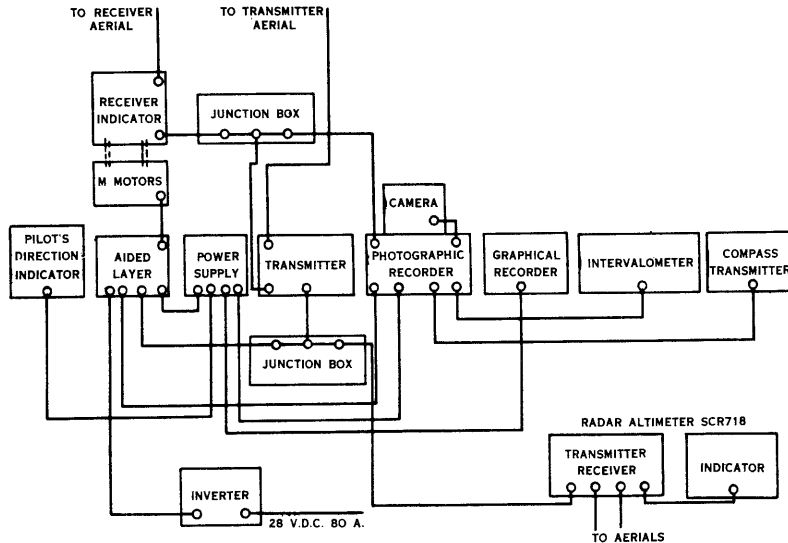 TO RECEIVER
AERIAL
TO TRANSMITTER
AERIAL
RECEIVER
INDICATOR
JUNCTION BOX
M MOTORS
CAMERA
PILOT'S
DIRECTION
INDICATOR
AIDED
LAYER
POWER
SUPPLY
TRANSMITTER
PHOTOGRAPHIC
RECORDER
GRAPHICAL
RECORDER
INTERVALOMETER
COMPASS
TRANSMITTER
JUNCTION BOX
RADAR ALTIMETER SCR718
TRANSMITTER
RECEIVER
INDICATOR
INVERTER
28 V.D.C. 80 A.
TO AERIALS